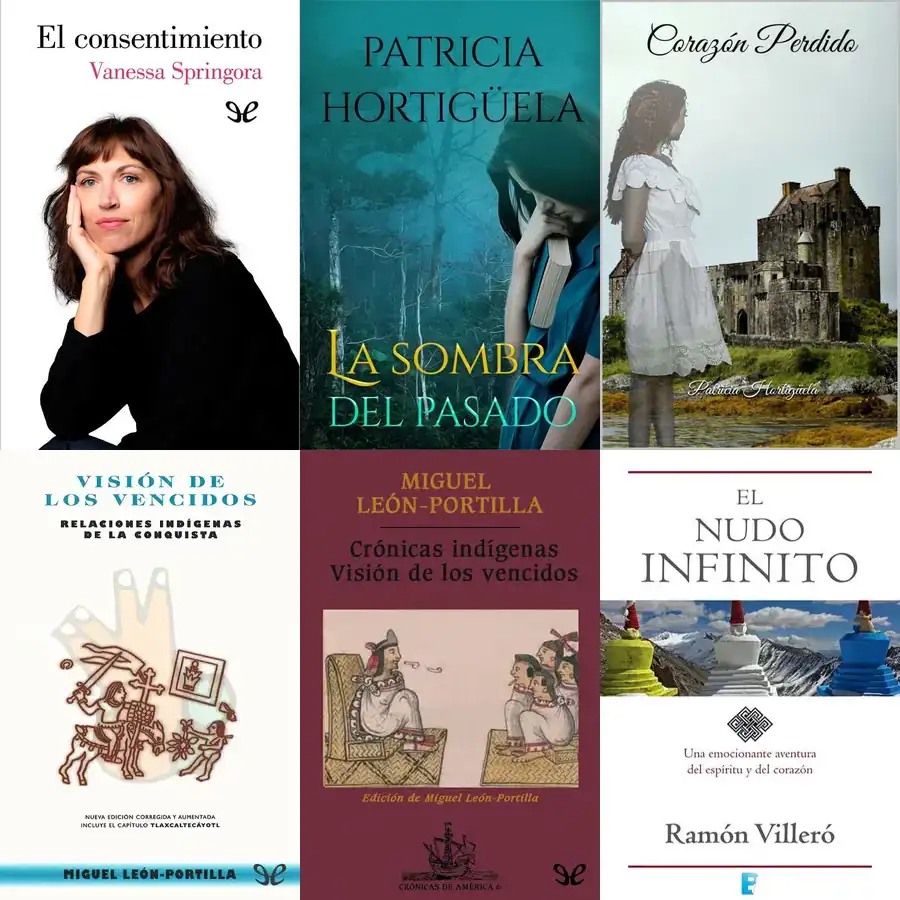 El consentimiento
Vanessa Springora
PATRICIA
HORTIGÜELA
LA SOMBRA
DEL PASADO
Corazón Perdido
Patricia Hortigüela
VISIÓN DE
LOS VENCIDOS
RELACIONES INDÍGENAS
DE LA CONQUISTA
NUEVA EDICIÓN CORREGIDA Y AUMENTADA
INCLUYE EL CAPÍTULO TLAXCALTECÁYOTL
MIGUEL LEÓN-PORTILLA
MIGUEL
LEÓN-PORTILLA
Crónicas indígenas
Visión de los vencidos
Edición de Miguel León-Portilla
CRÓNICAS DE AMÉRICA 6
EL
NUDO
INFINITO
Una emocionante aventura
del espíritu y del corazón
Ramón Villeró